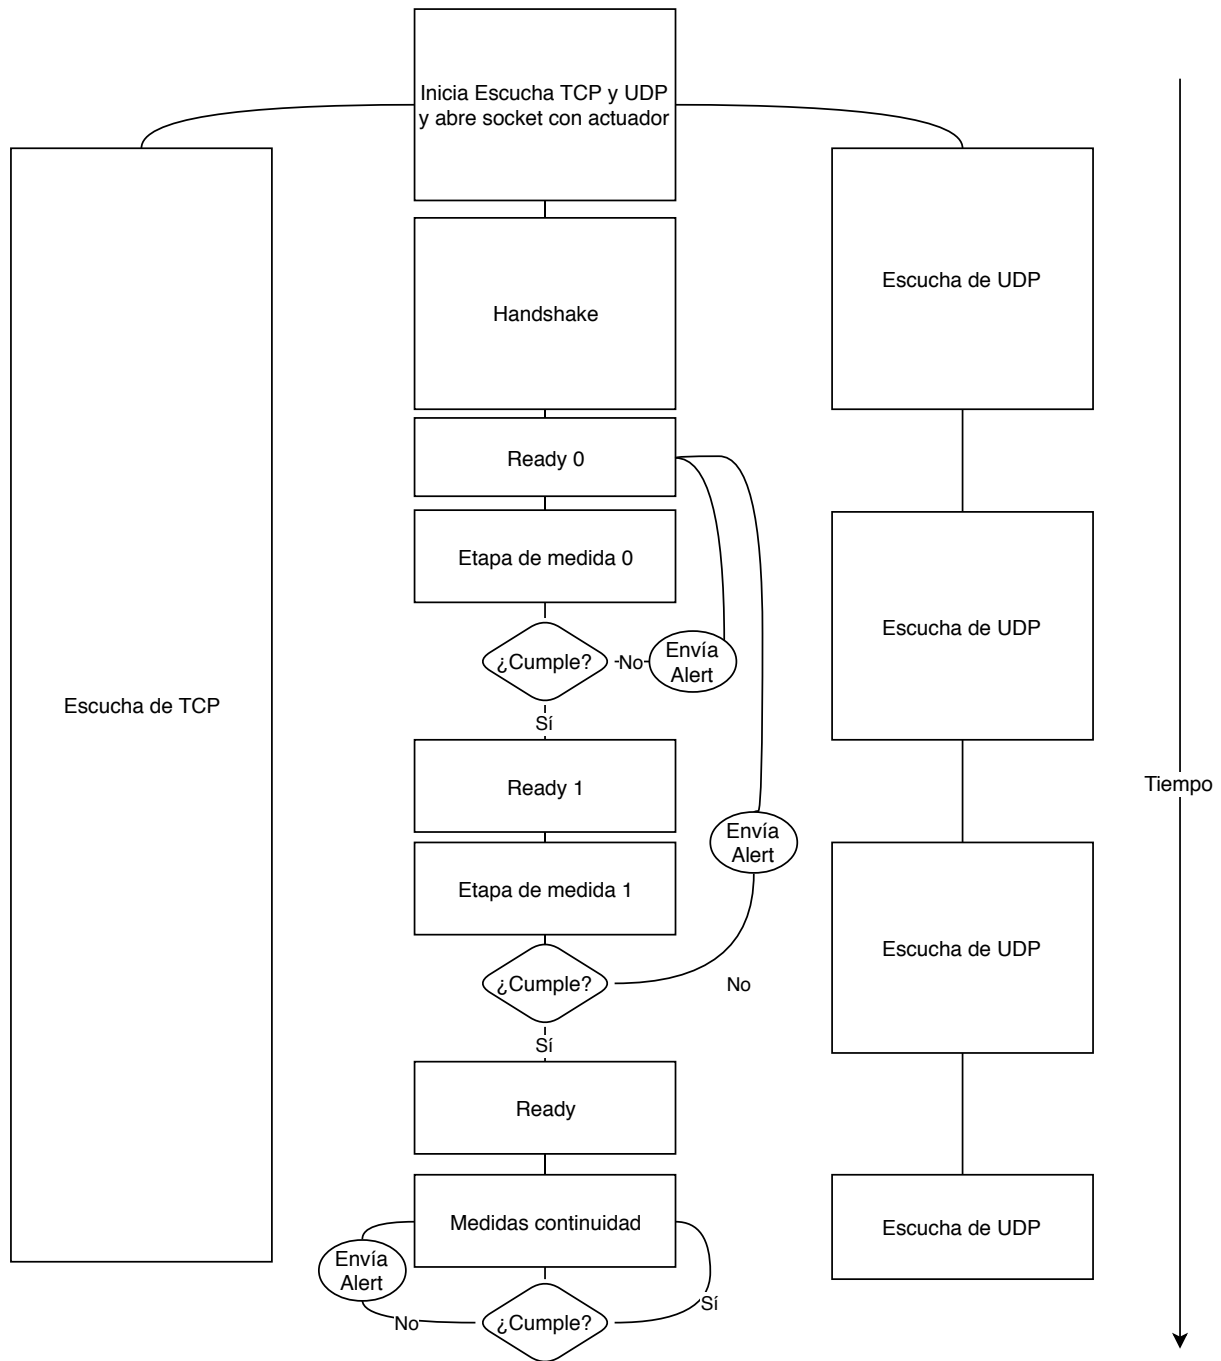 Inicia Escucha TCP y UDP
y abre socket con actuador
Escucha de UDP
Handshake
Ready 0
Etapa de medida 0
Escucha de UDP
¿Cumple?
No
Envía
Alert
Escucha de TCP
Sí
Ready 1
Tiempo
Envía
Alert
Etapa de medida 1
Escucha de UDP
¿Cumple?
No
Sí
Ready
Medidas continuidad
Escucha de UDP
Envía
Alert
Sí
No
¿Cumple?